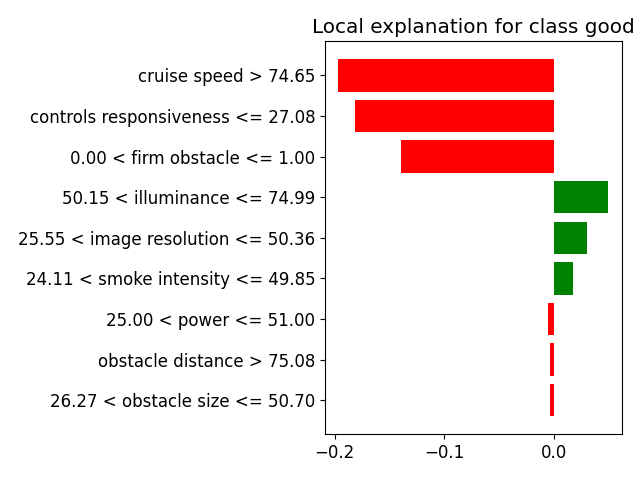 Local explanation for class good
cruise speed > 74.65
controls responsiveness <= 27.08
0.00 < firm obstacle <= 1.00
50.15 < illuminance <= 74.99
25.55 < image resolution <= 50.36
24.11 < smoke intensity <= 49.85
25.00 < power <= 51.00
obstacle distance > 75.08
26.27 < obstacle size <= 50.70
−0.2 −0.1 0.0